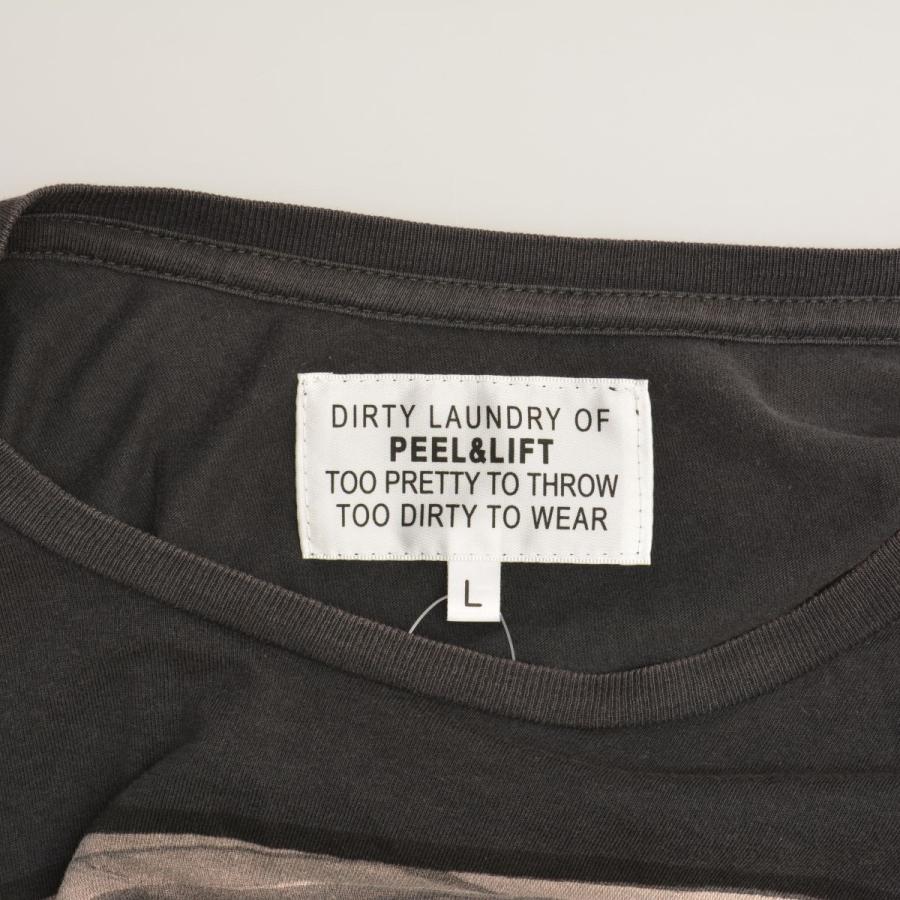 DIRTY LAUNDRY OF
PEEL&LIFT
TOO PRETTY TO THROW
TOO DIRTY TO WEAR
L